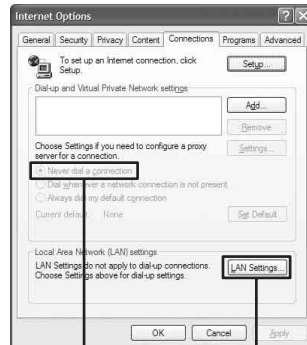 Internet Options
General Security Privacy Content Connections Programs Advanced
To set up an Internet connection, click
Setup.
Setup...
Dial-up and Virtual Private Network settings
Add...
Remove
Choose Settings if you need to configure a proxy
server for a connection.
Settings...
Never dial a connection
Dial whenever a network connection is not present
Always dial my default connection
Current default: None
Set Default
Local Area Network (LAN) settings
LAN Settings do not apply to dial-up connections.
Choose Settings above for dial-up settings.
LAN Settings...
OK Cancel Apply